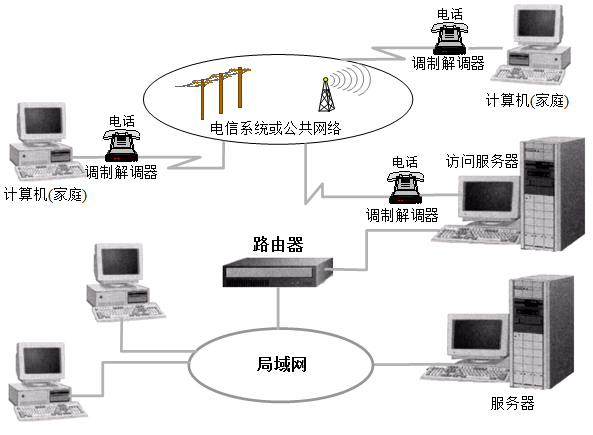 电话
调制解调器
计算机(家庭)
电信系统或公共网络
电话
调制解调器
计算机(家庭)
电话
调制解调器
访问服务器
路由器
局域网
服务器